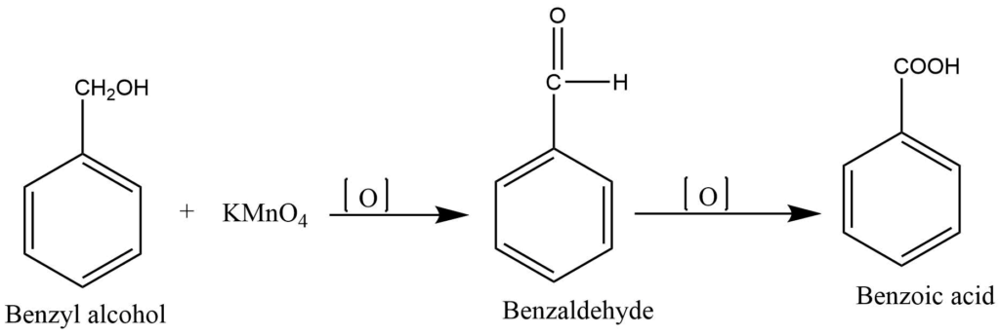 CH₂OH
Benzyl alcohol
+
KMnO₄
[ O ]
O
C
H
Benzaldehyde
[ O ]
COOH
Benzoic acid